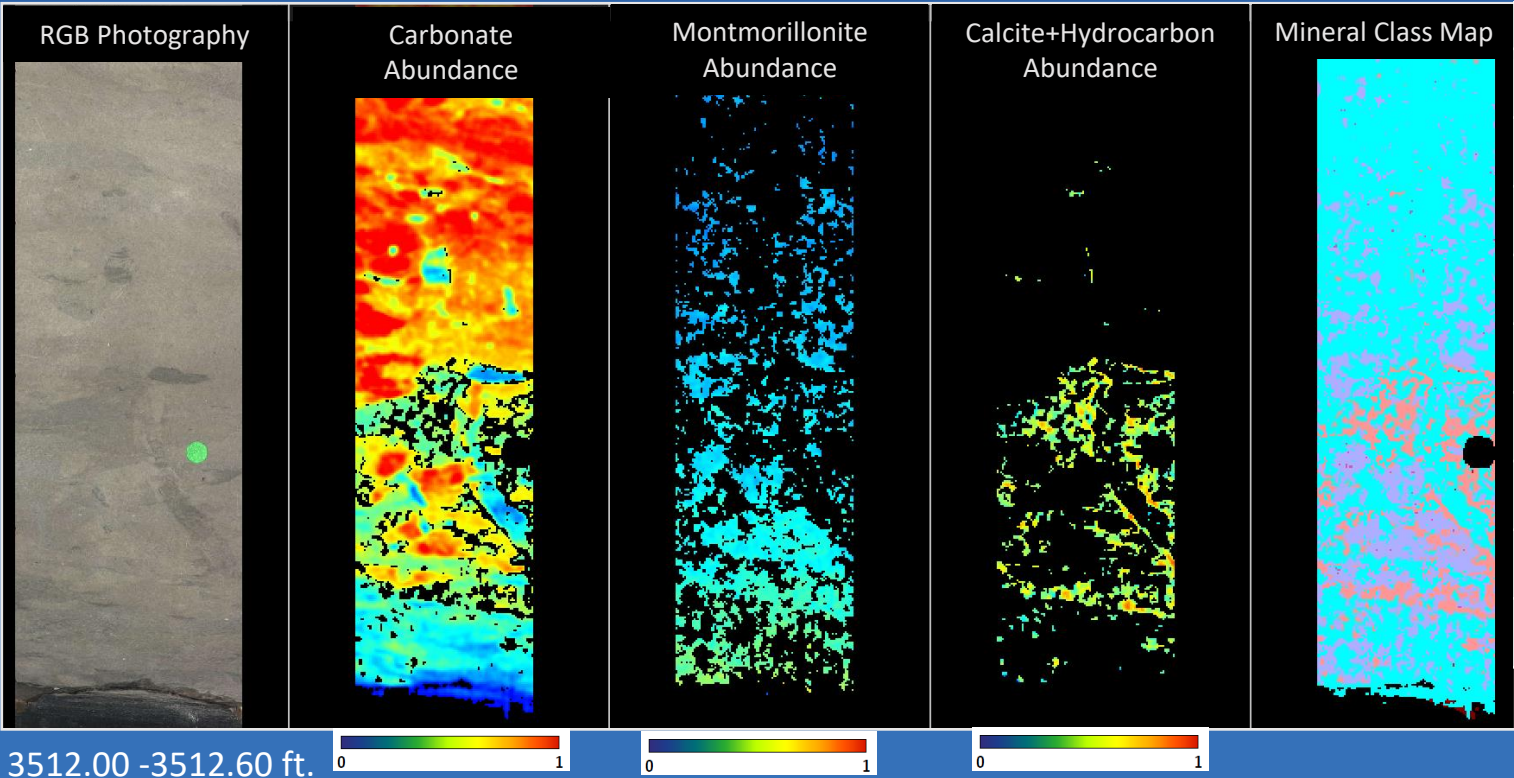 RGB Photography
Carbonate
Abundance
Montmorillonite
Abundance
Calcite+Hydrocarbon
Abundance
Mineral Class Map
3512.00 -3512.60 ft.
0 1
0 1
0 1